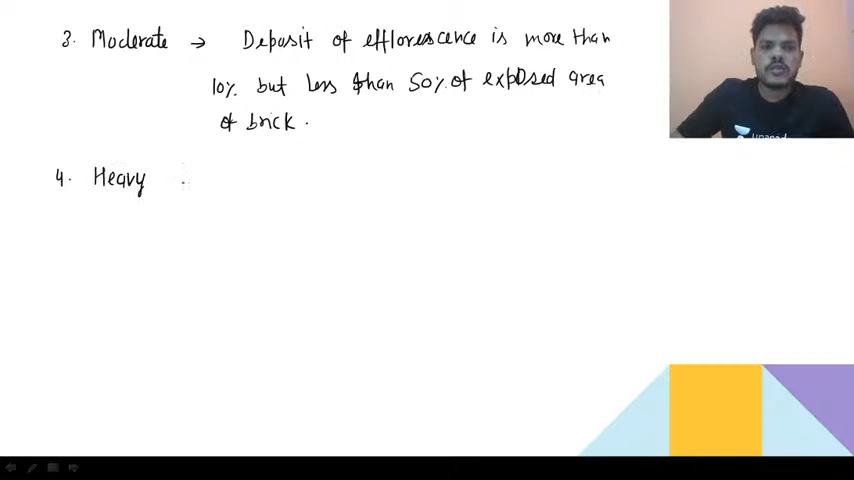 3. Moderate → Deposit of efflorescence is more than
10% but less than 50% of exposed area
of brick.
4. Heavy